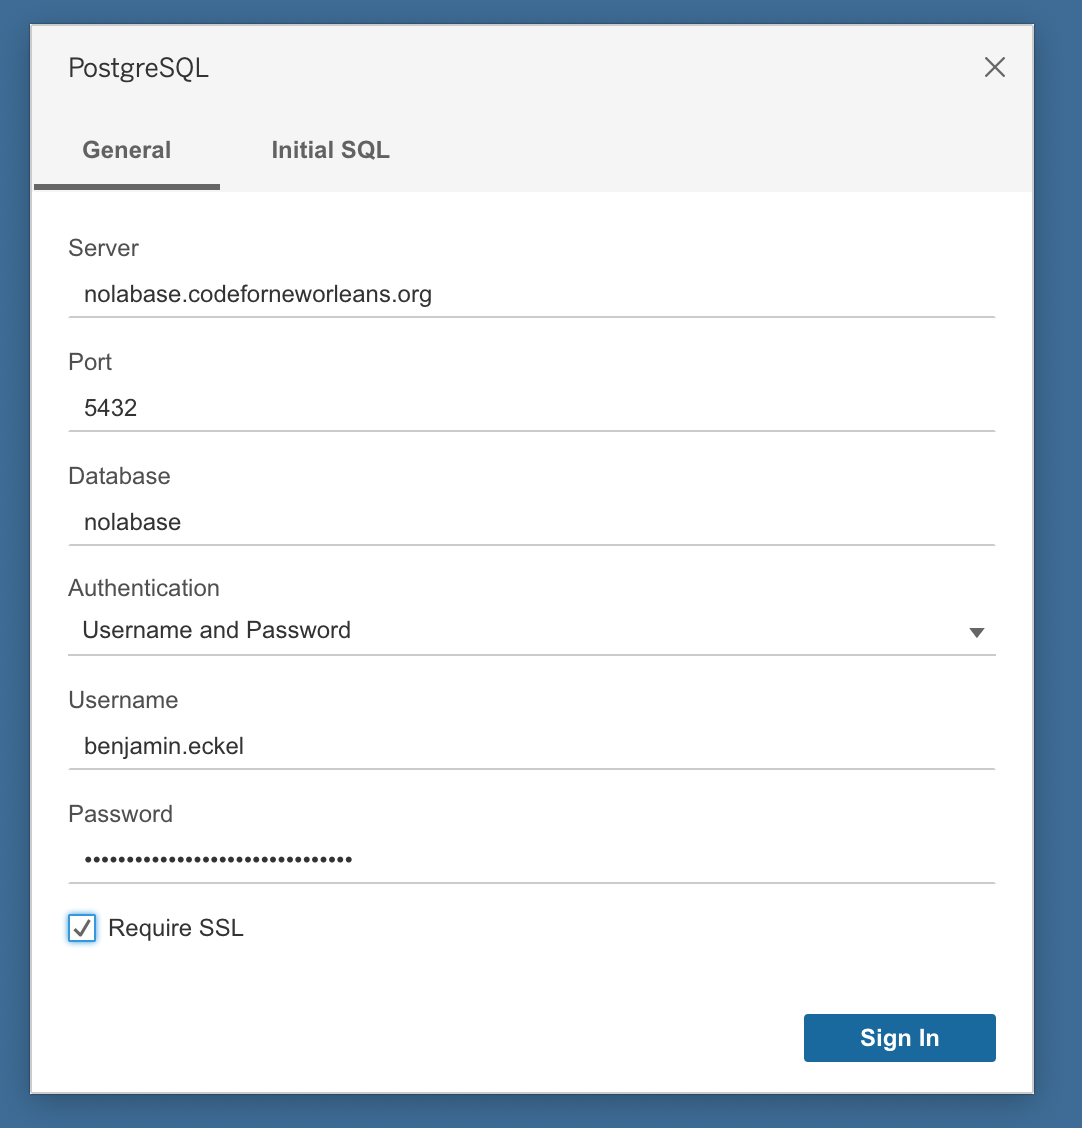 PostgreSQL
General Initial SQL
Server
nolabase.codeforneworleans.org
Port
5432
Database
nolabase
Authentication
Username and Password
Username
benjamin.eckel
Password
••••••••••••••••••••••••••••••••
Require SSL
Sign In